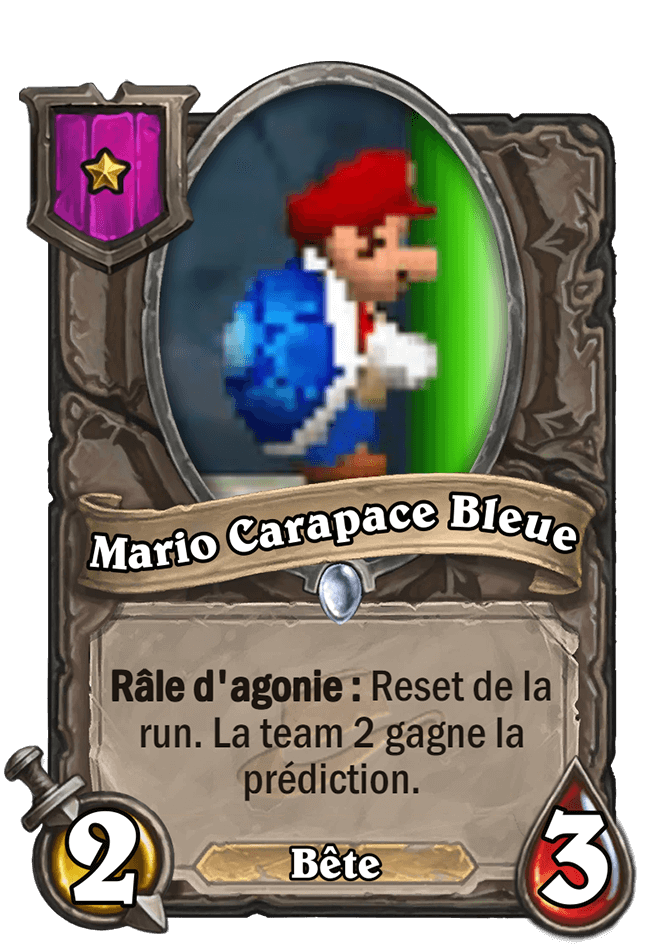 Mario Carapace Bleue
Râle d'agonie : Reset de la
run. La team 2 gagne la
prédiction.
2
Bête
3